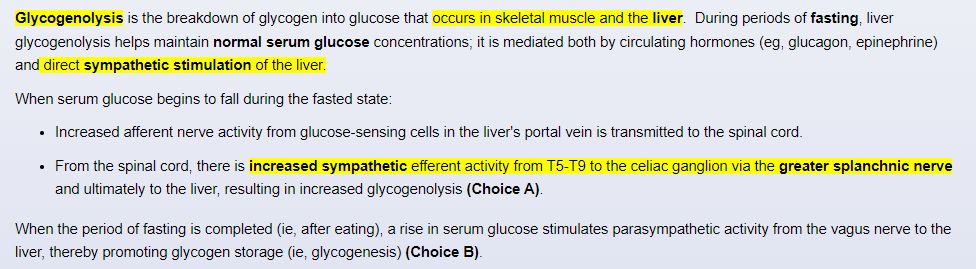 Glycogenolysis is the breakdown of glycogen into glucose that occurs in skeletal muscle and the liver.  During periods of fasting, liver
glycogenolysis helps maintain normal serum glucose concentrations; it is mediated both by circulating hormones (eg, glucagon, epinephrine)
and direct sympathetic stimulation of the liver.
When serum glucose begins to fall during the fasted state:
• Increased afferent nerve activity from glucose-sensing cells in the liver's portal vein is transmitted to the spinal cord.
• From the spinal cord, there is increased sympathetic efferent activity from T5-T9 to the celiac ganglion via the greater splanchnic nerve
and ultimately to the liver, resulting in increased glycogenolysis (Choice A).
When the period of fasting is completed (ie, after eating), a rise in serum glucose stimulates parasympathetic activity from the vagus nerve to the
liver, thereby promoting glycogen storage (ie, glycogenesis) (Choice B).